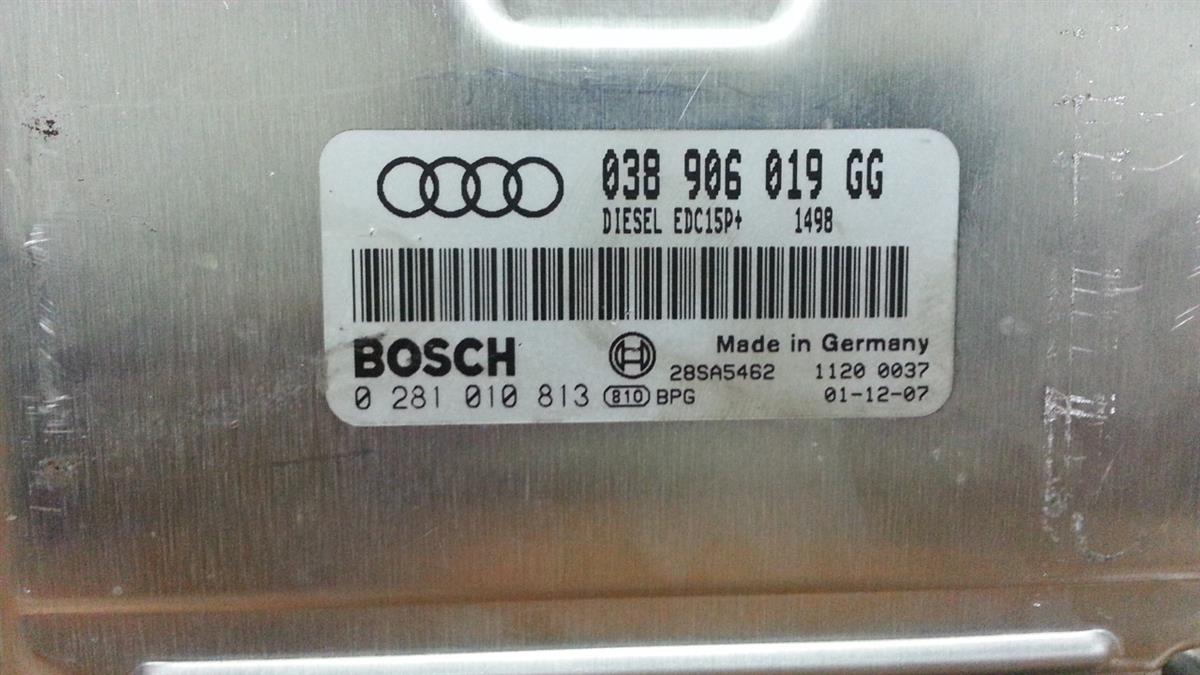 038 906 019 GG
DIESEL EDC15P+ 1498
BOSCH
Made in Germany
28SA5462 1120 0037
0 281 010 813 810 BPG 01-12-07